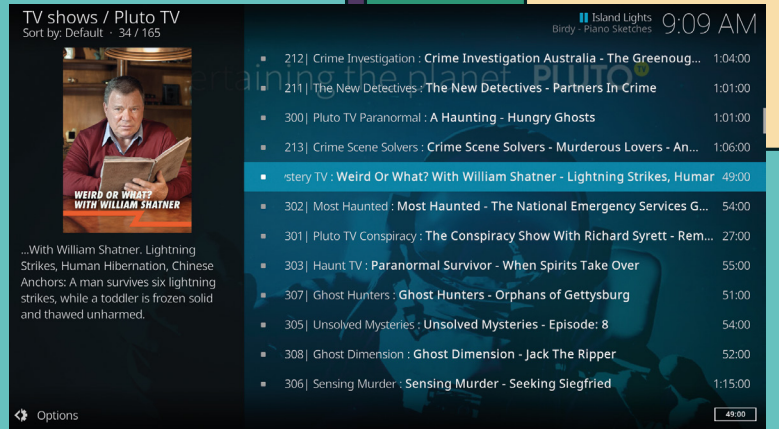 TV shows / Pluto TV
Sort by: Default · 34 / 165
Island Lights
Birdy - Piano Sketches
9:09 AM
WEIRD OR WHAT?
WITH WILLIAM SHATNER
...With William Shatner. Lightning
Strikes, Human Hibernation, Chinese
Anchors: A man survives six lightning
strikes, while a toddler is frozen solid
and thawed unharmed.
ertaining the planet PLUTO TV
212| Crime Investigation : Crime Investigation Australia - The Greenoug... 1:04:00
211| The New Detectives : The New Detectives - Partners In Crime 1:01:00
300| Pluto TV Paranormal : A Haunting - Hungry Ghosts 1:01:00
213| Crime Scene Solvers : Crime Scene Solvers - Murderous Lovers - An... 1:06:00
ystery TV : Weird Or What? With William Shatner - Lightning Strikes, Humar 49:00
302| Most Haunted : Most Haunted - The National Emergency Services G... 54:00
301| Pluto TV Conspiracy : The Conspiracy Show With Richard Syrett - Rem... 27:00
303| Haunt TV : Paranormal Survivor - When Spirits Take Over 55:00
307| Ghost Hunters : Ghost Hunters - Orphans of Gettysburg 51:00
305| Unsolved Mysteries : Unsolved Mysteries - Episode: 8 54:00
308| Ghost Dimension : Ghost Dimension - Jack The Ripper 52:00
306| Sensing Murder : Sensing Murder - Seeking Siegfried 1:15:00
Options
49:00